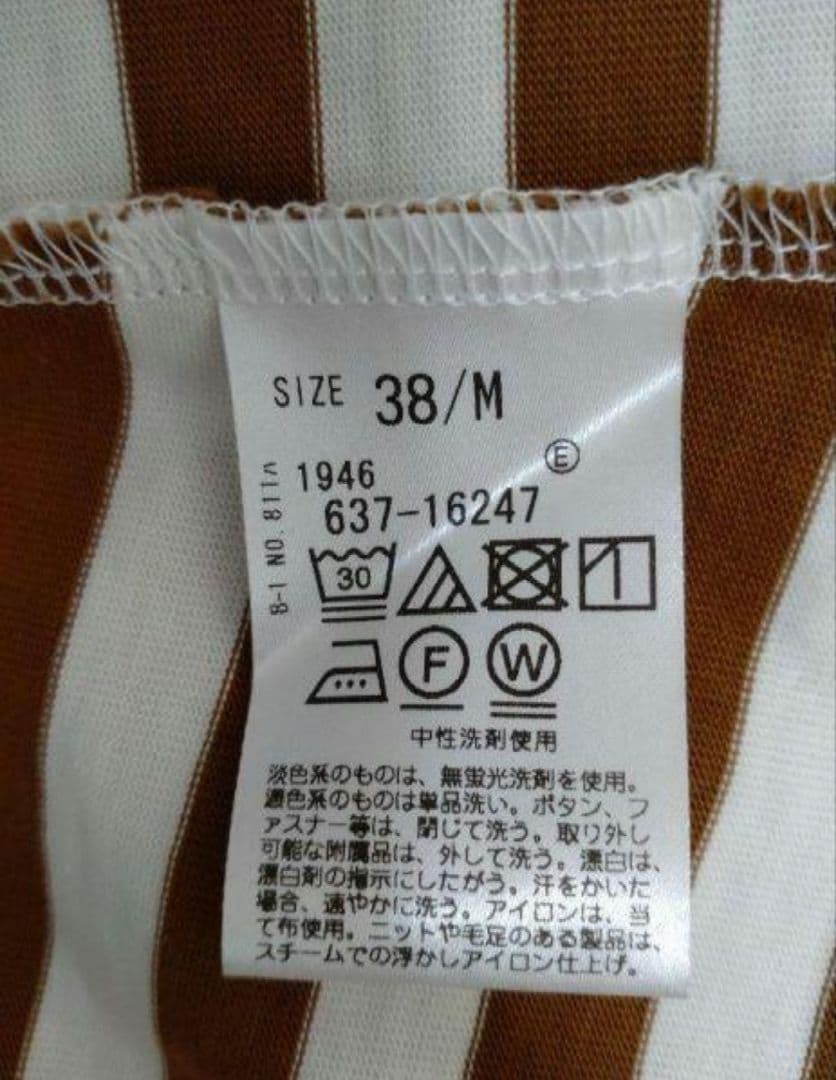 SIZE 38/M
E
1946
637-16247
B-1 NO.811A
30
F W
中性洗剤使用
淡色系のものは、無蛍光洗剤を使用。
濃色系のものは単品洗い。ボタン、フ
ァスナー等は、閉じて洗う。取り外し
可能な附属品は、外して洗う。漂白は、
漂白剤の指示にしたがう。汗をかいた
場合、速やかに洗う。アイロンは、当
て布使用。ニットや毛足のある製品は、
スチームでの浮かしアイロン仕上げ。